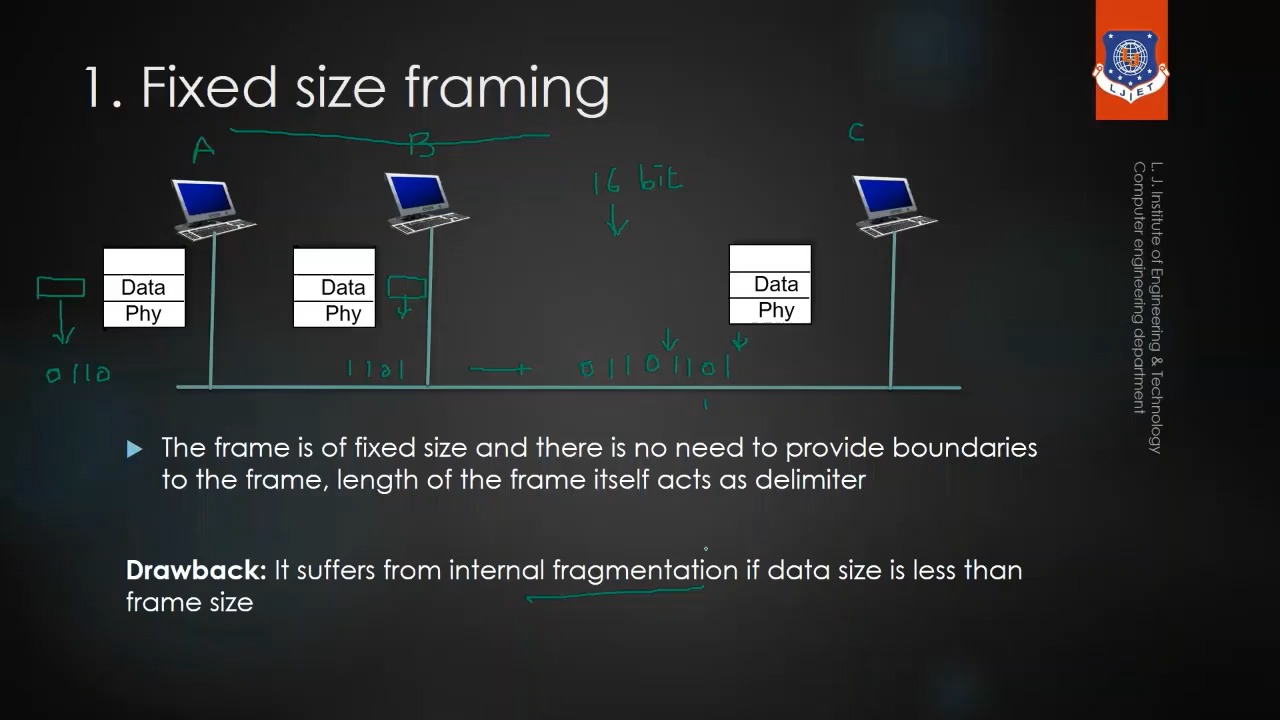 1. Fixed size framing
LJIET
A
B
C
16 bit
Data
Phy
Data
Phy
Data
Phy
0110
1101
01101101
The frame is of fixed size and there is no need to provide boundaries
to the frame, length of the frame itself acts as delimiter
Drawback: It suffers from internal fragmentation if data size is less than
frame size
L. J. Institute of Engineering & Technology
Computer engineering department